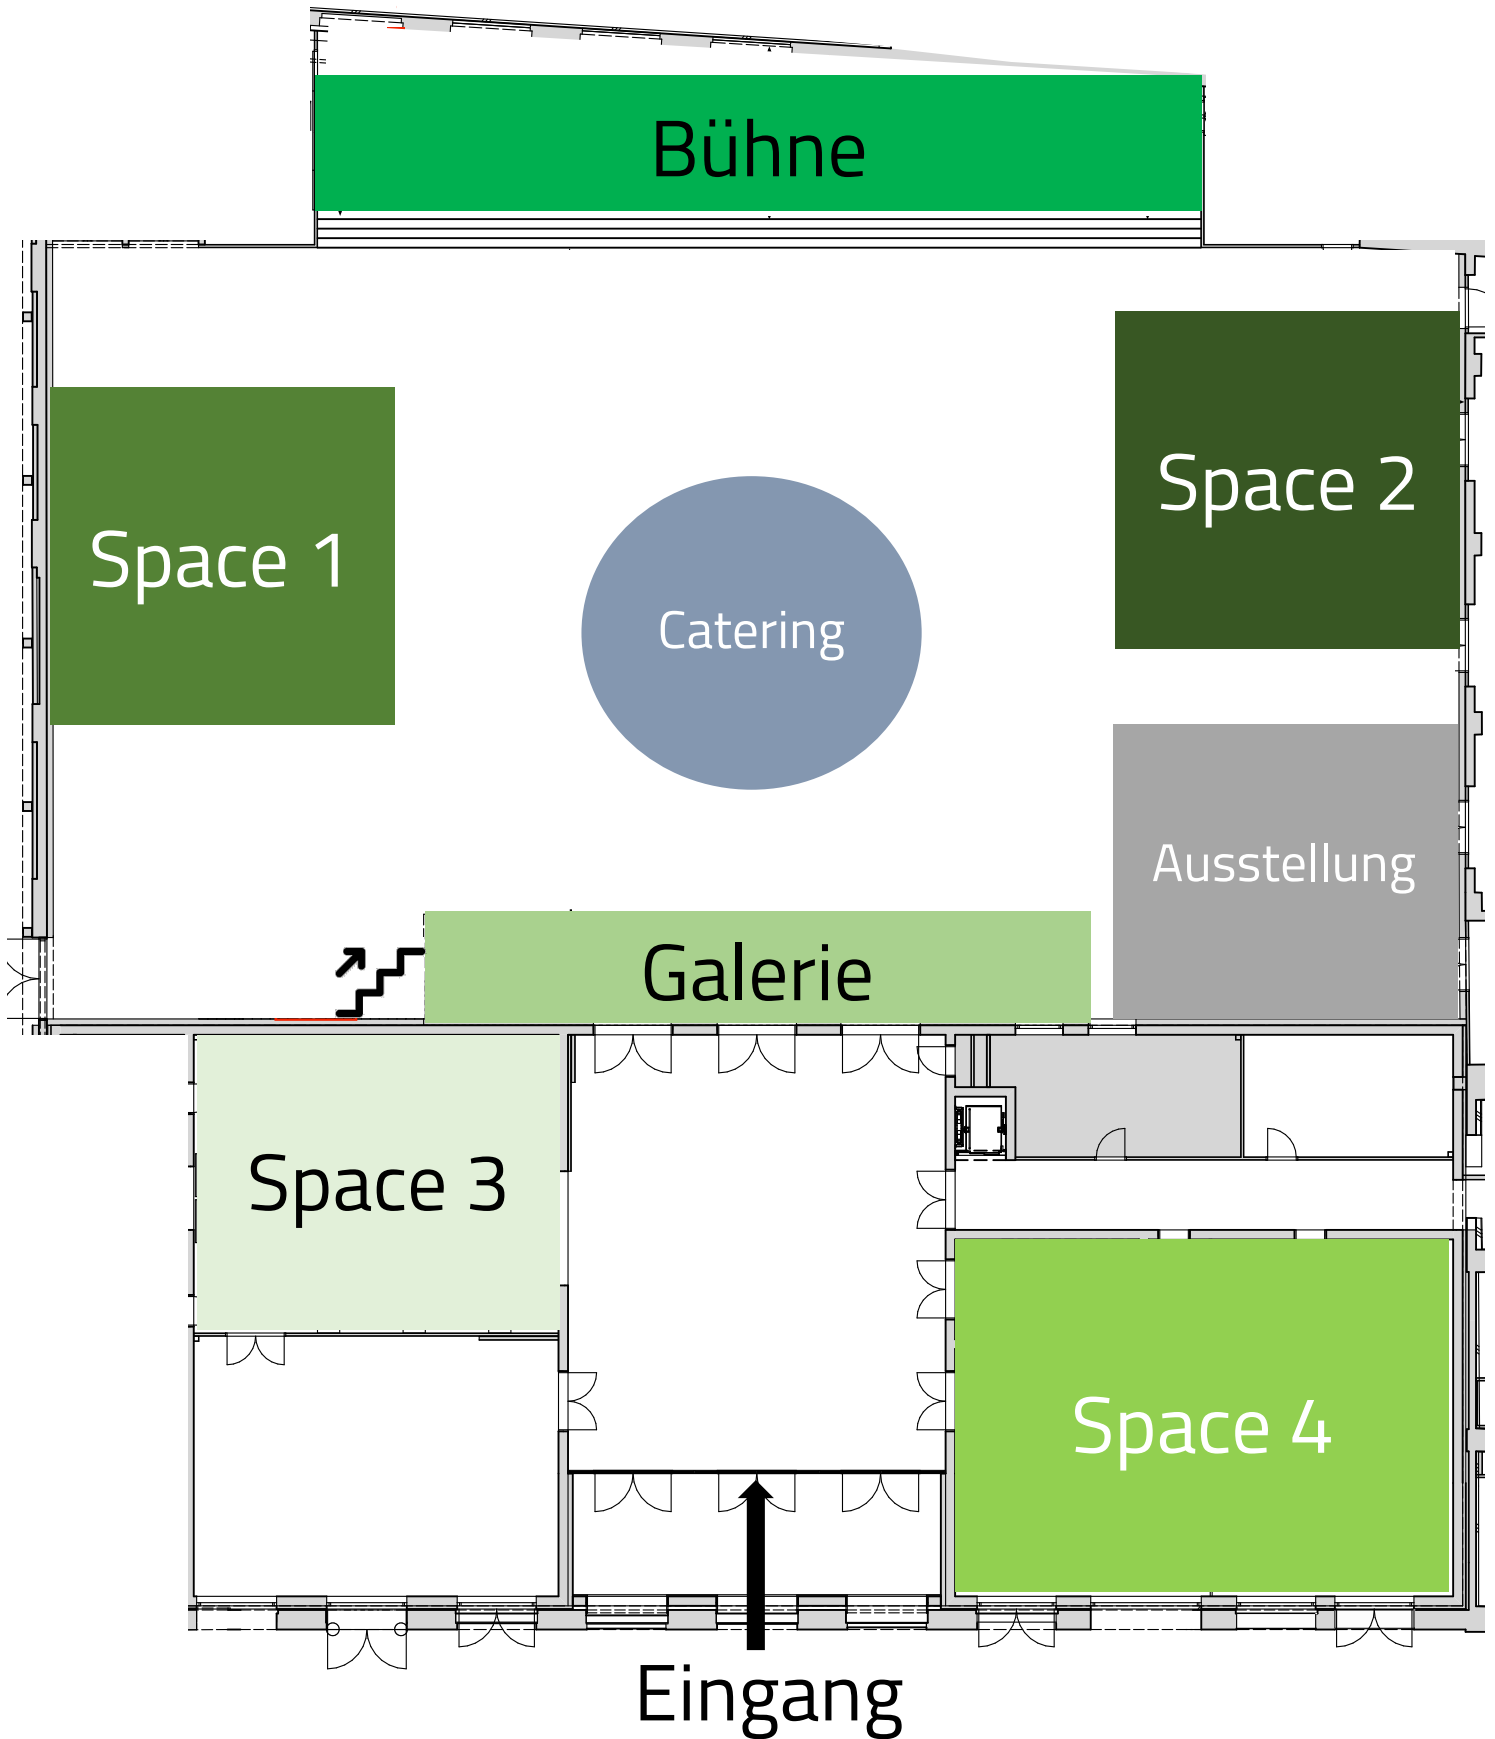 Bühne
Space 1
Space 2
Catering
Ausstellung
Galerie
Space 3
Space 4
Eingang